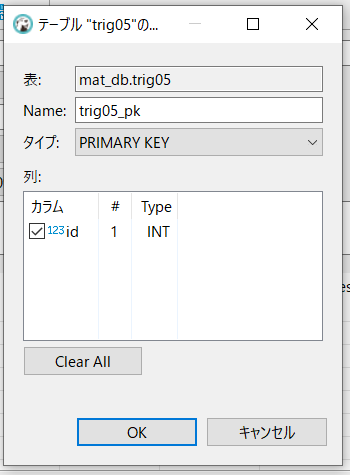 テーブル "trig05"の...
表:
mat_db.trig05
Name:
trig05_pk
タイプ:
PRIMARY KEY
列:
カラム # Type
123 id 1 INT
Clear All
OK キャンセル